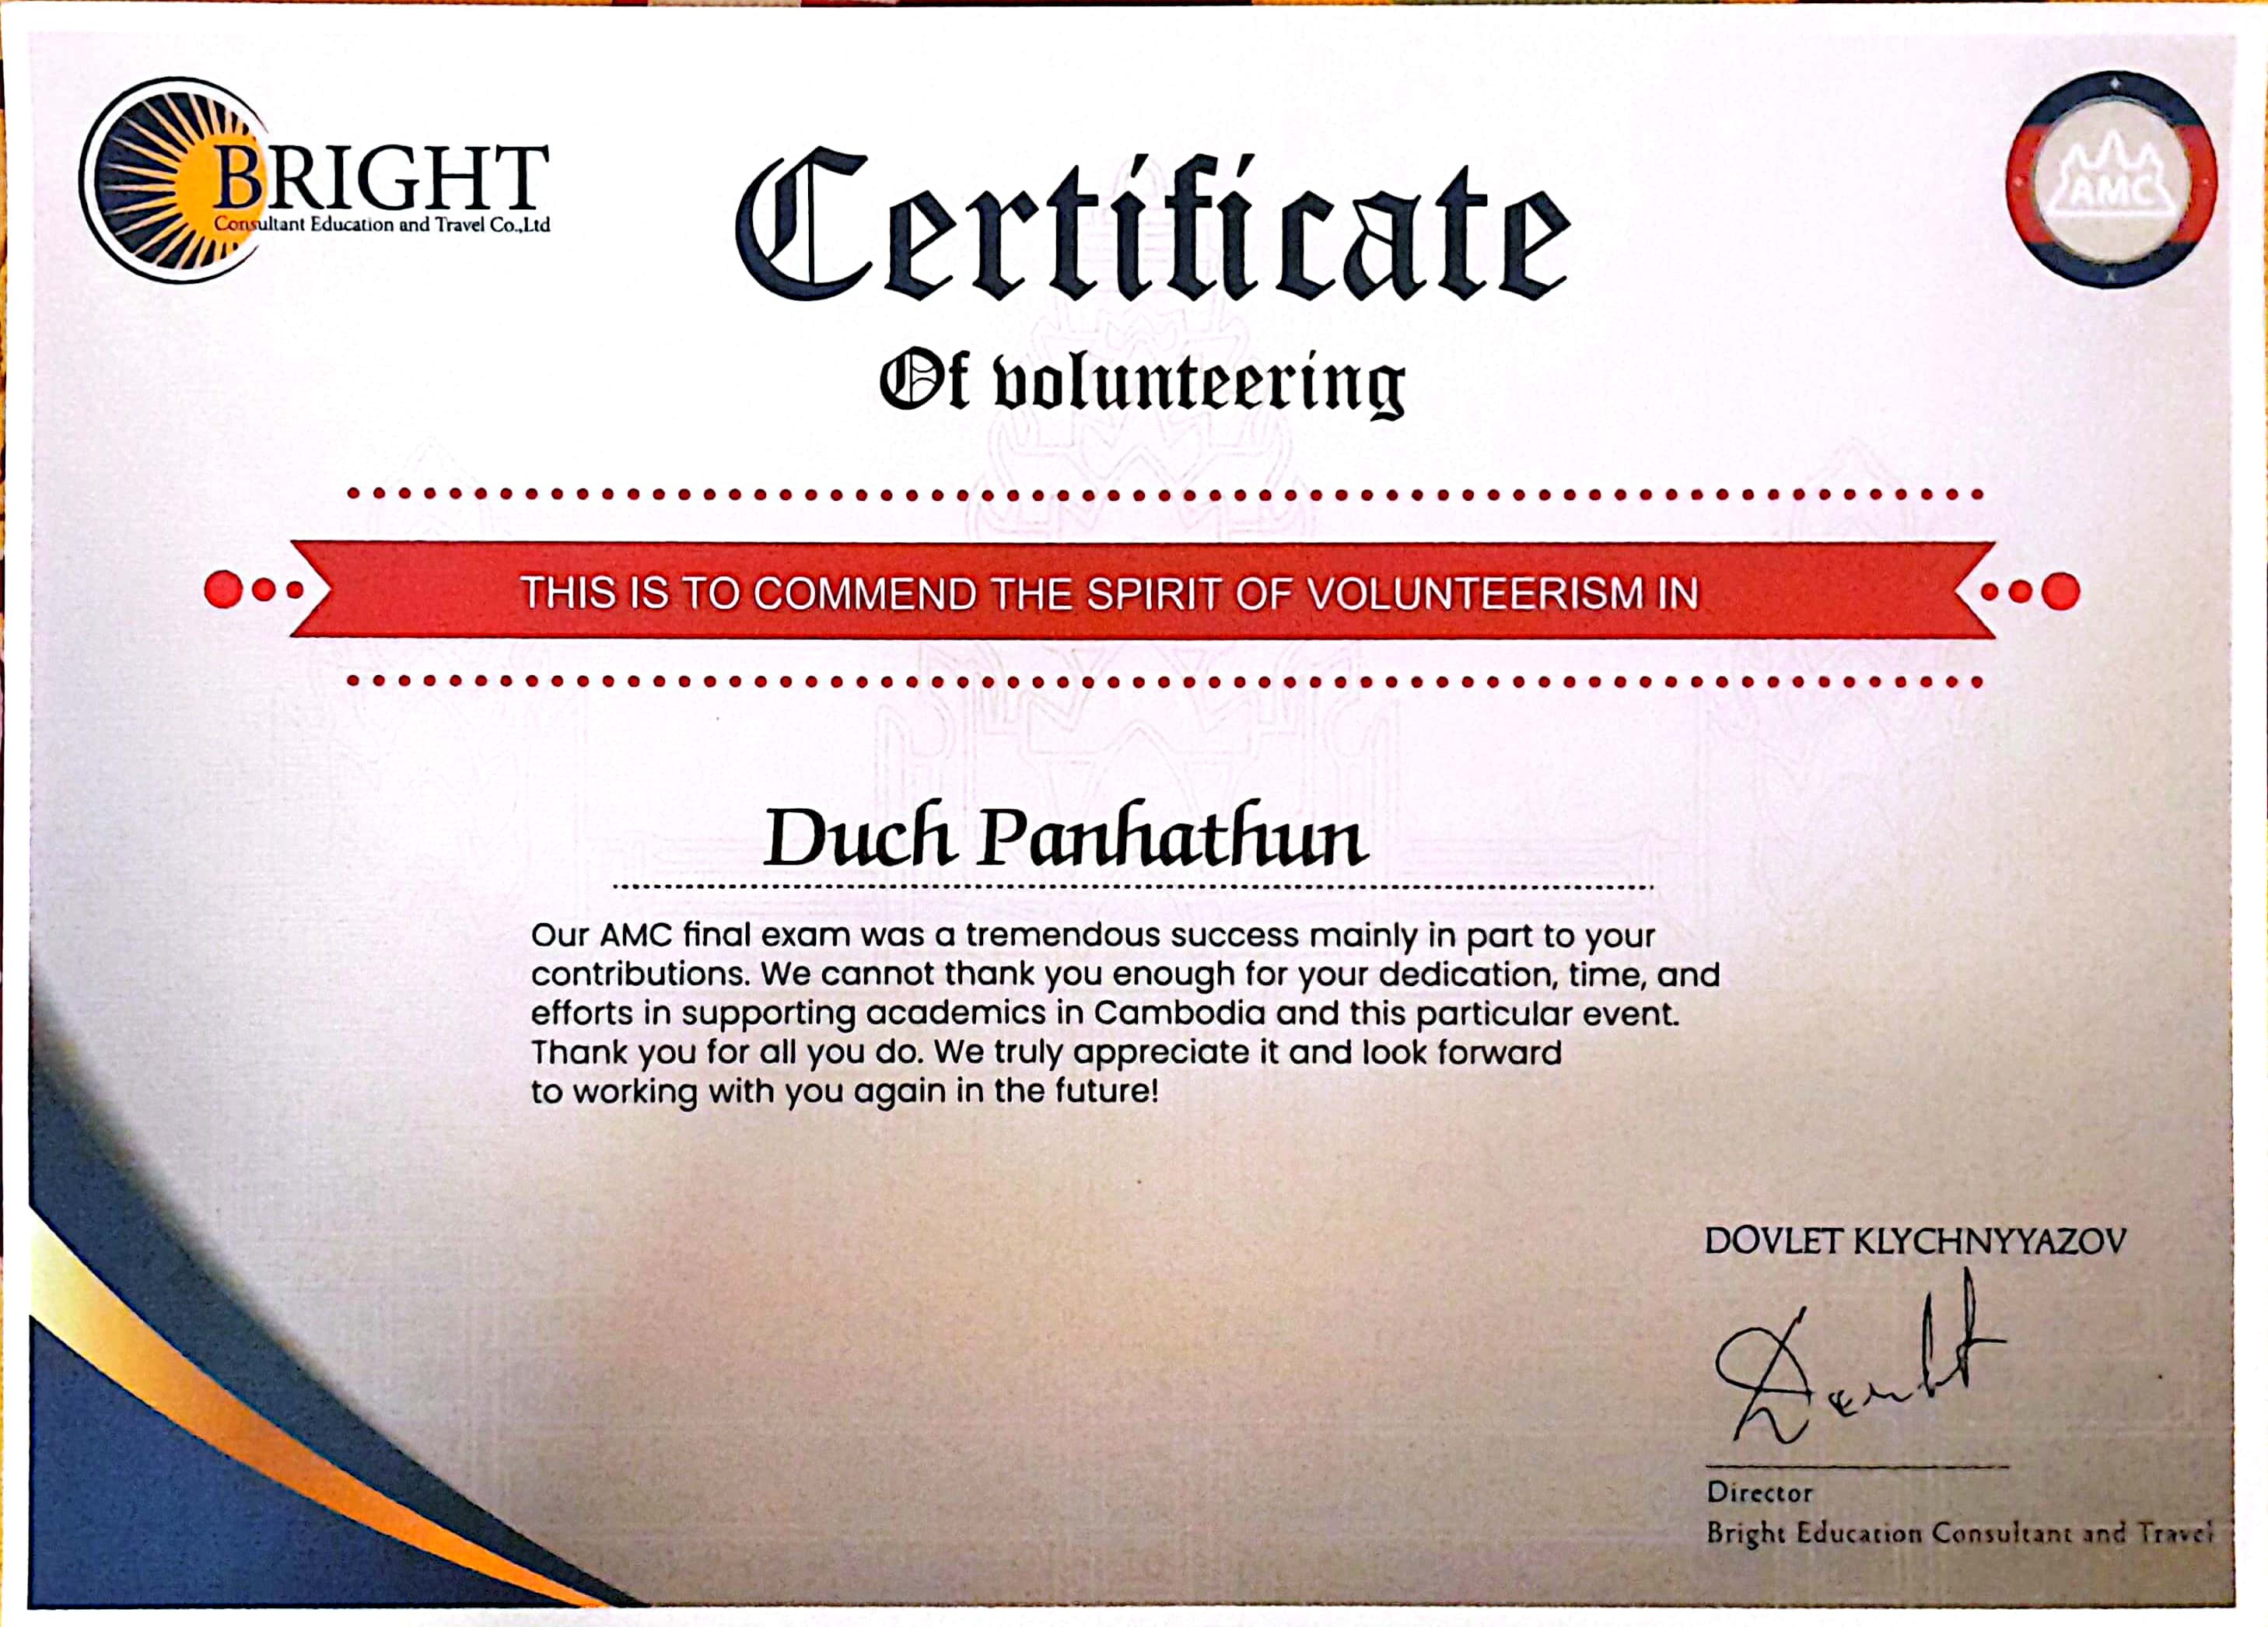 BRIGHT
Consultant Education and Travel Co.,Ltd
AMC
Certificate
Of volunteering
THIS IS TO COMMEND THE SPIRIT OF VOLUNTEERISM IN
Duch Panhathun
Our AMC final exam was a tremendous success mainly in part to your
contributions. We cannot thank you enough for your dedication, time, and
efforts in supporting academics in Cambodia and this particular event.
Thank you for all you do. We truly appreciate it and look forward
to working with you again in the future!
DOVLET KLYCHNYYAZOV
Director
Bright Education Consultant and Travel